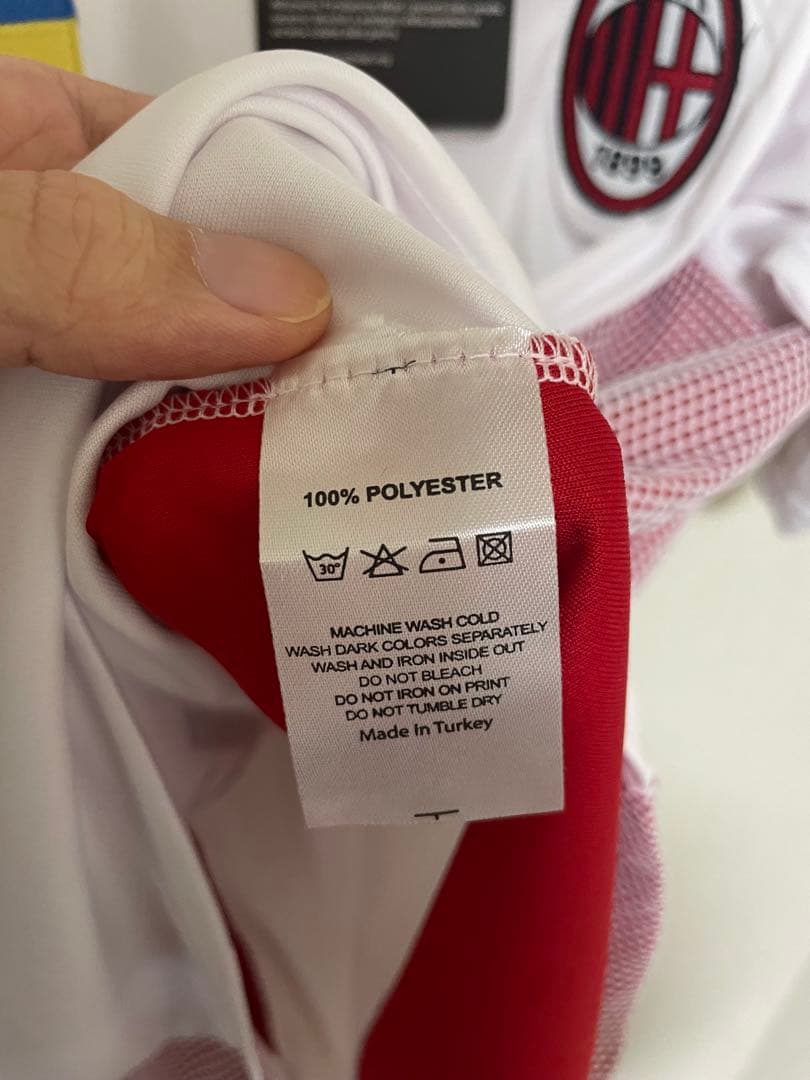 100% POLYESTER
30°
MACHINE WASH COLD
WASH DARK COLORS SEPARATELY
WASH AND IRON INSIDE OUT
DO NOT BLEACH
DO NOT IRON ON PRINT
DO NOT TUMBLE DRY
Made In Turkey